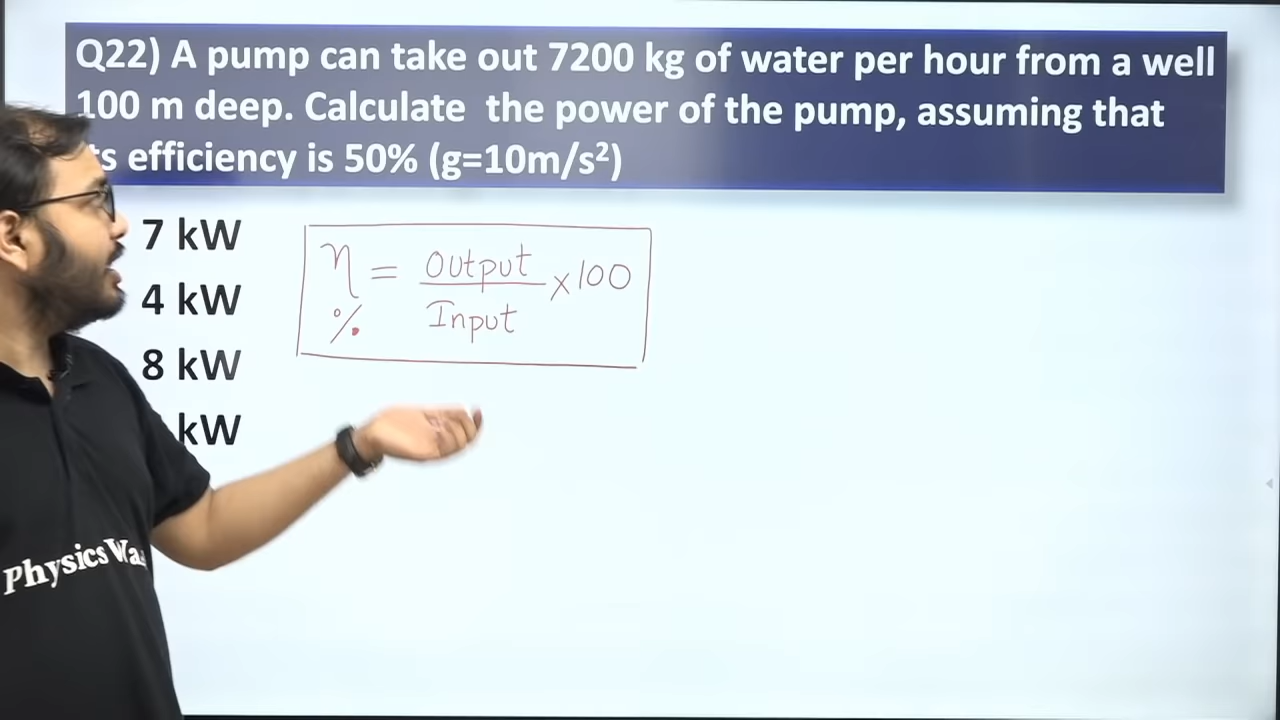 Q22) A pump can take out 7200 kg of water per hour from a well
100 m deep. Calculate the power of the pump, assuming that
efficiency is 50% (g=10m/s²)
7 kW
4 kW
8 kW
kW
η % = Output / Input × 100
Physics